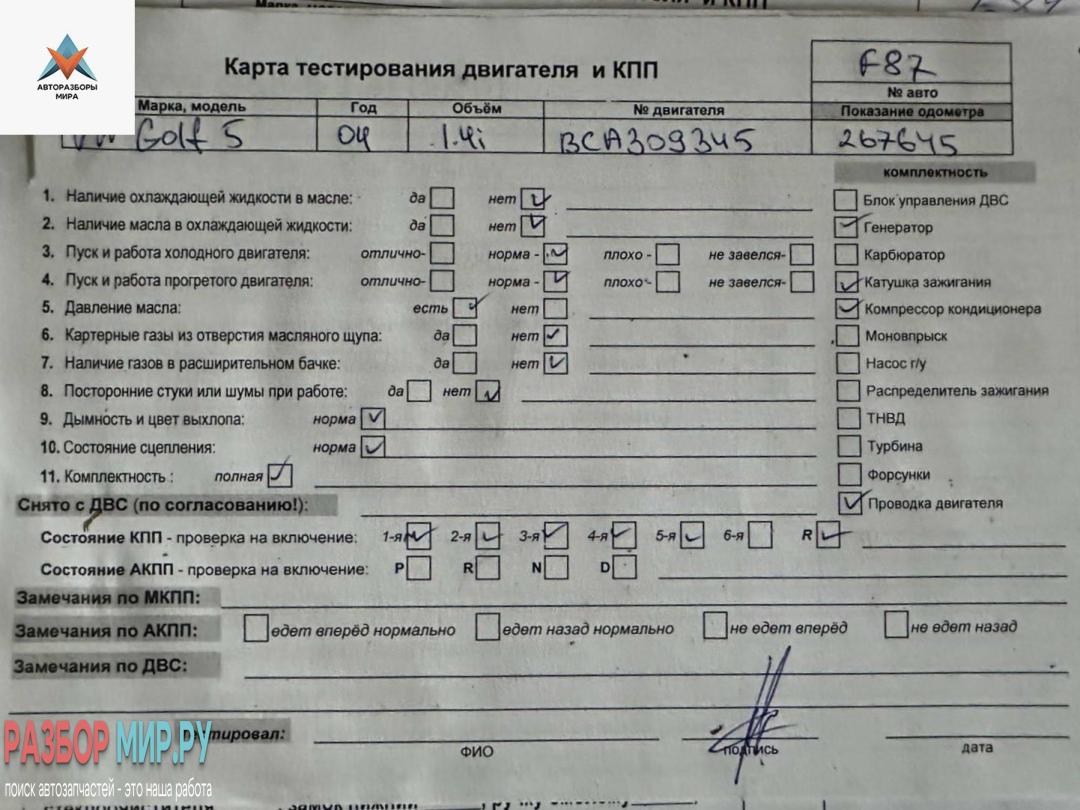 АВТОРАЗБОРЫ
МИРА
Карта тестирования двигателя и КПП
F87
№ авто
Марка, модель Год Объём № двигателя Показание одометра
VW Golf 5 04 1.4i BCA309345 267645
комплектность
1. Наличие охлаждающей жидкости в масле: да нет
Блок управления ДВС
2. Наличие масла в охлаждающей жидкости: да нет
Генератор
3. Пуск и работа холодного двигателя: отлично- норма - плохо - не завелся-
Карбюратор
4. Пуск и работа прогретого двигателя: отлично- норма - плохо - не завелся-
Катушка зажигания
5. Давление масла: есть нет
Компрессор кондиционера
6. Картерные газы из отверстия масляного щупа: да нет
Моновпрыск
7. Наличие газов в расширительном бачке: да нет
Насос г/у
8. Посторонние стуки или шумы при работе: да нет
Распределитель зажигания
9. Дымность и цвет выхлопа: норма
ТНВД
10. Состояние сцепления: норма
Турбина
11. Комплектность : полная
Форсунки
Снято с ДВС (по согласованию!):
Проводка двигателя
Состояние КПП - проверка на включение: 1-я 2-я 3-я 4-я 5-я 6-я R
Состояние АКПП - проверка на включение: P R N D
Замечания по МКПП:
Замечания по АКПП: едет вперёд нормально едет назад нормально не едет вперёд не едет назад
Замечания по ДВС:
тировал:
ФИО подпись дата
РАЗБОР МИР.РУ
поиск автозапчастей - это наша работа